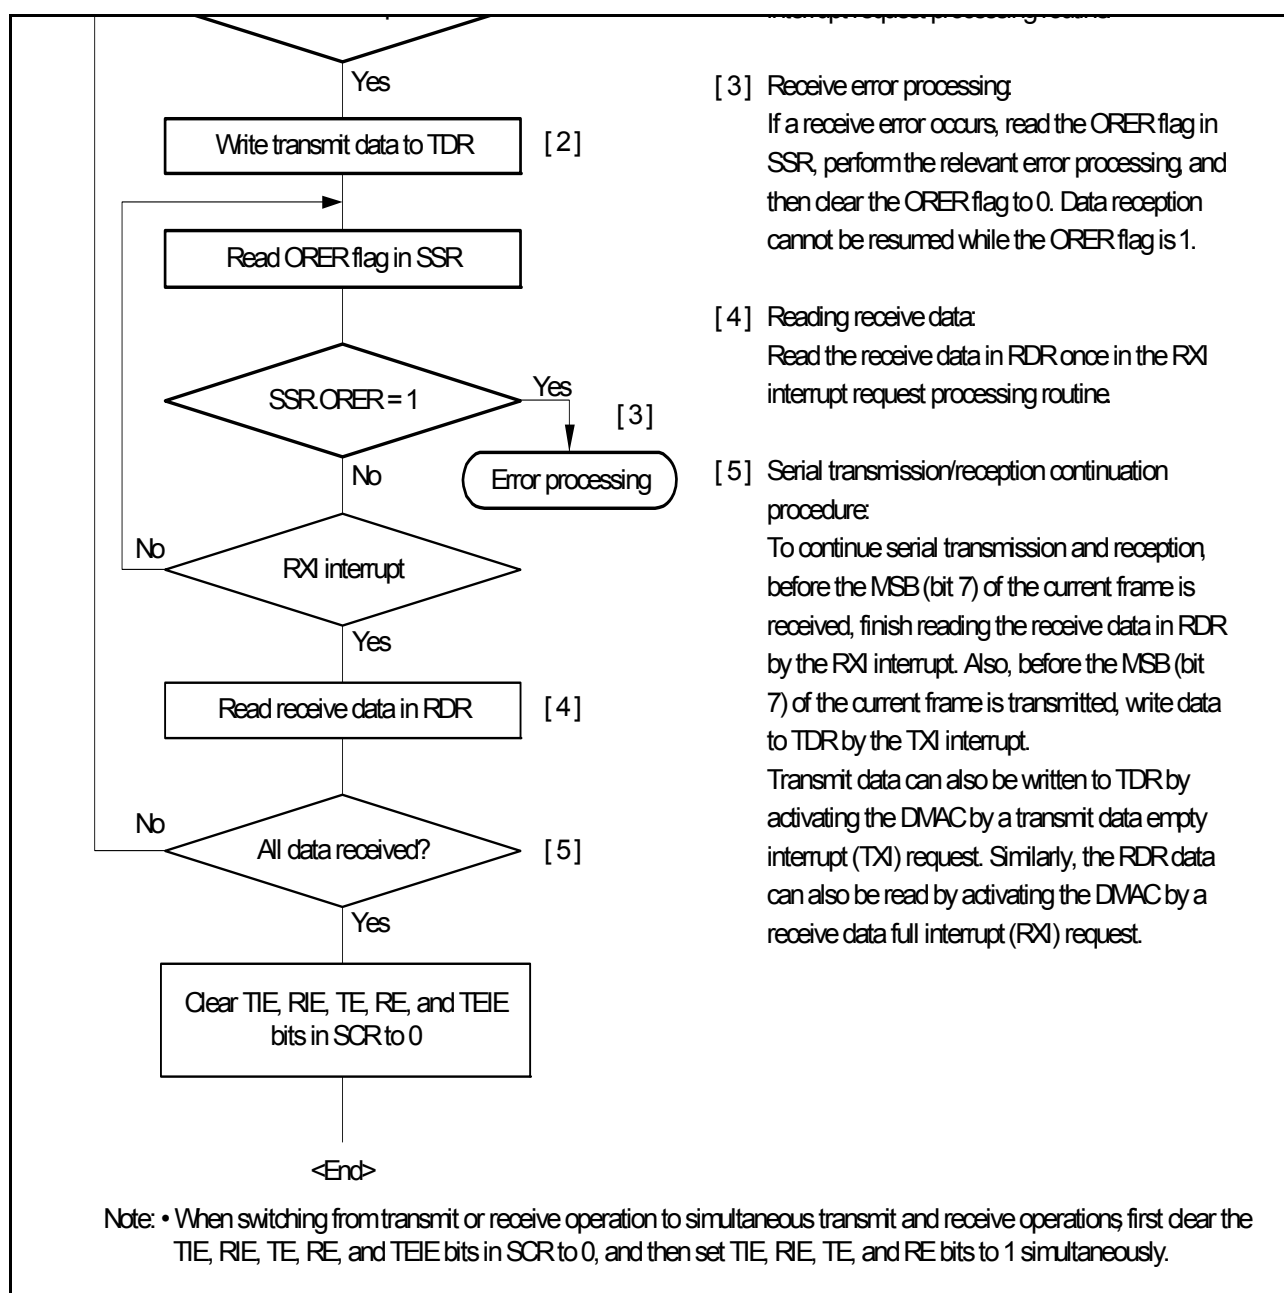 Yes
Write transmit data to TDR
[2]
Read ORER flag in SSR
SSR.ORER = 1
Yes
[3]
Error processing
No
RXI interrupt
No
Yes
Read receive data in RDR
[4]
All data received?
No
[5]
Yes
Clear TIE, RIE, TE, RE, and TEIE
bits in SCR to 0
<End>
interrupt request processing routine.
[3] Receive error processing:
If a receive error occurs, read the ORER flag in
SSR, perform the relevant error processing, and
then clear the ORER flag to 0. Data reception
cannot be resumed while the ORER flag is 1.
[4] Reading receive data:
Read the receive data in RDR once in the RXI
interrupt request processing routine.
[5] Serial transmission/reception continuation
procedure:
To continue serial transmission and reception,
before the MSB (bit 7) of the current frame is
received, finish reading the receive data in RDR
by the RXI interrupt. Also, before the MSB (bit
7) of the current frame is transmitted, write data
to TDR by the TXI interrupt.
Transmit data can also be written to TDR by
activating the DMAC by a transmit data empty
interrupt (TXI) request. Similarly, the RDR data
can also be read by activating the DMAC by a
receive data full interrupt (RXI) request.
Note: • When switching from transmit or receive operation to simultaneous transmit and receive operations, first clear the
TIE, RIE, TE, RE, and TEIE bits in SCR to 0, and then set TIE, RIE, TE, and RE bits to 1 simultaneously.